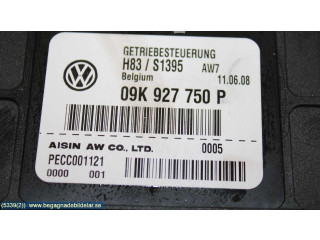 GETRIEBESTEUERUNG
H83 / S1395 AW7
Belgium 11.06.08
09K 927 750 P
AISIN AW CO., LTD. 0005
PECC001121
0000 001
(5339(2)) www.begagnadebildelar.se